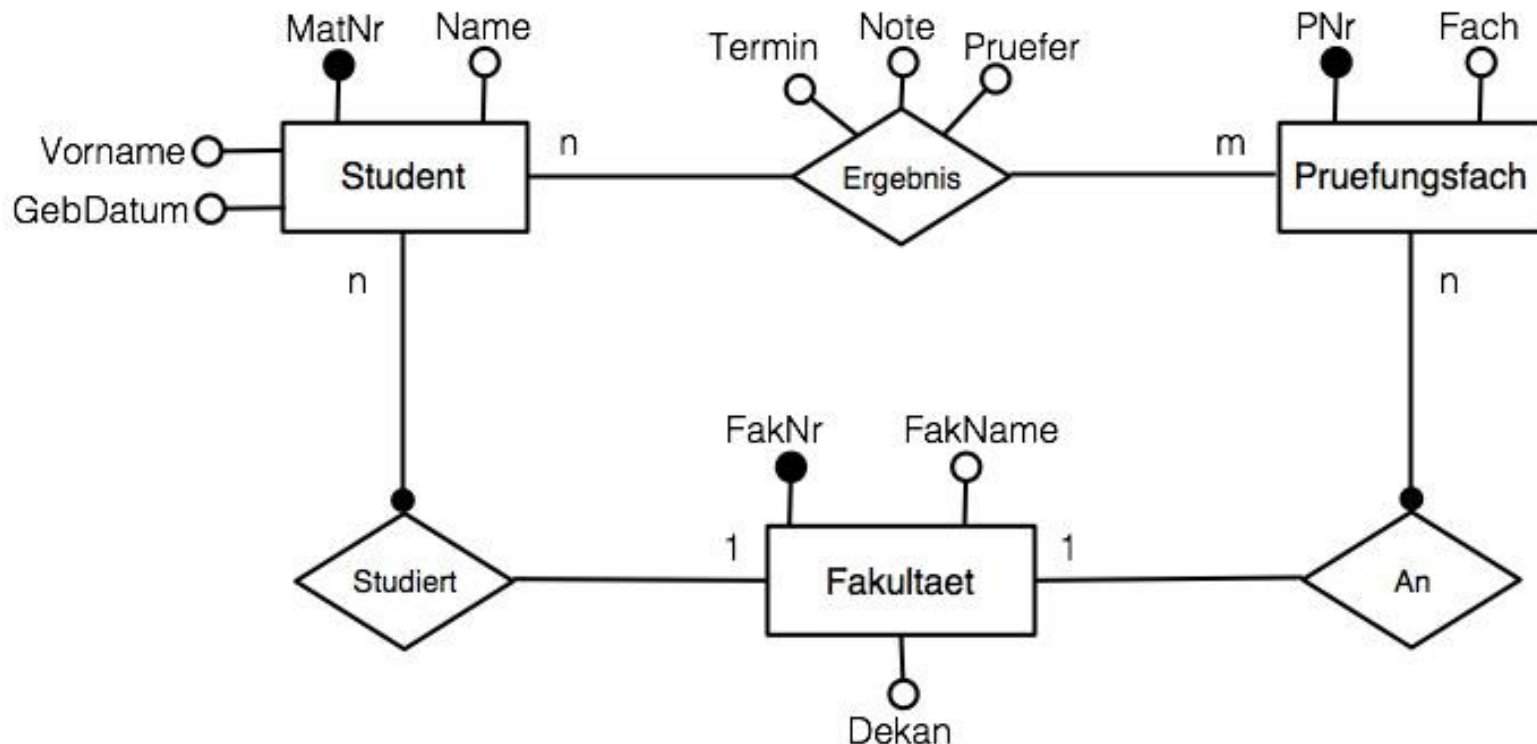 MatNr Name
Termin Note Pruefer
PNr Fach
Vorname
GebDatum
Student
n
Ergebnis
m
Pruefungsfach
n
n
FakNr FakName
Studiert
1
Fakultaet
1
An
Dekan